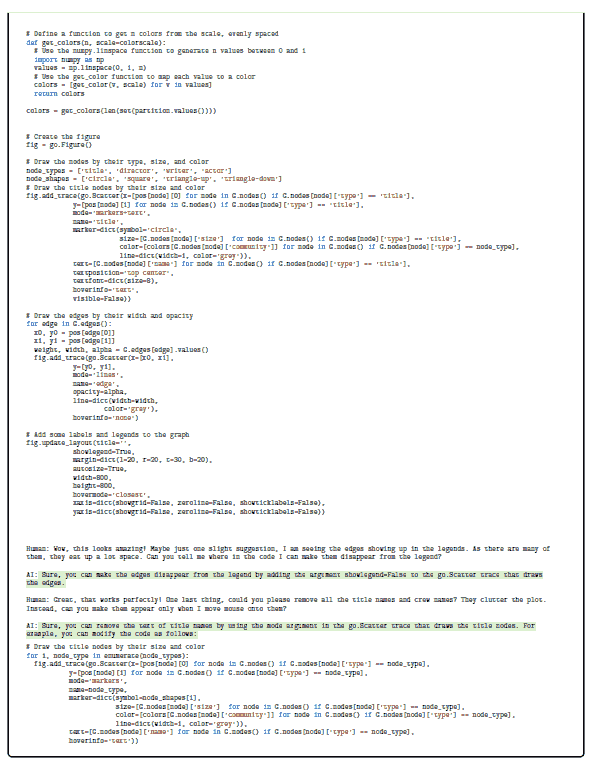 # Define a function to get n colors from the scale, evenly spaced
def get_colors(n, scale=colorscale):
# Use the numpy.linspace function to generate n values between 0 and 1
import numpy as np
values = np.linspace(0, 1, n)
# Use the get_color function to map each value to a color
colors = [get_color(v, scale) for v in values]
return colors
colors = get_colors(len(set(partition.values())))
# Create the figure
fig = go.Figure()
# Draw the nodes by their type, size, and color
node_types = ['title', 'director', 'writer', 'actor']
node_shapes = ['circle', 'square', 'triangle-up', 'triangle-down']
# Draw the title nodes by their size and color
fig.add_trace(go.Scatter(x=[pos[node][0] for node in G.nodes() if G.nodes[node]['type'] == 'title'],
y=[pos[node][1] for node in G.nodes() if G.nodes[node]['type'] == 'title'],
mode='markers+text',
name='title',
marker=dict(symbol='circle',
size=[G.nodes[node]['size'] for node in G.nodes() if G.nodes[node]['type'] == 'title'],
color=[colors[G.nodes[node]['community']] for node in G.nodes() if G.nodes[node]['type'] == node_type],
line=dict(width=1, color='grey')),
text=[G.nodes[node]['name'] for node in G.nodes() if G.nodes[node]['type'] == 'title'],
textposition='top center',
textfont=dict(size=8),
hoverinfo='text',
visible=False))
# Draw the edges by their width and opacity
for edge in G.edges():
x0, y0 = pos[edge[0]]
x1, y1 = pos[edge[1]]
weight, width, alpha = G.edges[edge].values()
fig.add_trace(go.Scatter(x=[x0, x1],
y=[y0, y1],
mode='lines',
name='edge',
opacity=alpha,
line=dict(width=width,
color='grey'),
hoverinfo='none')
# Add some labels and legends to the graph
fig.update_layout(title='',
showlegend=True,
margin=dict(l=20, r=20, t=30, b=20),
autosize=True,
width=800,
height=800,
hovermode='closest',
xaxis=dict(showgrid=False, zeroline=False, showticklabels=False),
yaxis=dict(showgrid=False, zeroline=False, showticklabels=False))
Human: Wow, this looks amazing! Maybe just one slight suggestion, I am seeing the edges showing up in the legends. As there are many of
them, they eat up a lot space. Can you tell me where in the code I can make them disappear from the legend?
AI: Sure, you can make the edges disappear from the legend by adding the argument showlegend=False to the go.Scatter trace that draws
the edges.
Human: Great, that works perfectly! One last thing, could you please remove all the title names and crew names? They clutter the plot.
Instead, can you make them appear only when I move mouse onto them?
AI: Sure, you can remove the text of title names by using the mode argument in the go.Scatter trace that draws the title nodes. For
example, you can modify the code as follows:
# Draw the title nodes by their size and color
for i, node_type in enumerate(node_types):
fig.add_trace(go.Scatter(x=[pos[node][0] for node in G.nodes() if G.nodes[node]['type'] == node_type],
y=[pos[node][1] for node in G.nodes() if G.nodes[node]['type'] == node_type],
mode='markers',
name=node_type,
marker=dict(symbol=node_shapes[i],
size=[G.nodes[node]['size'] for node in G.nodes() if G.nodes[node]['type'] == node_type],
color=[colors[G.nodes[node]['community']] for node in G.nodes() if G.nodes[node]['type'] == node_type],
line=dict(width=1, color='grey')),
text=[G.nodes[node]['name'] for node in G.nodes() if G.nodes[node]['type'] == node_type],
hoverinfo='text'))